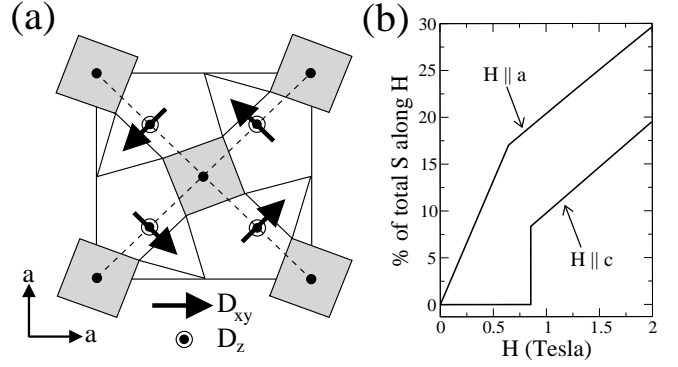 (a)
a
a
D_xy
D_z
(b)
% of total S along H
30
25
20
15
10
5
0
H || a
H || c
0
0.5
1
1.5
2
H (Tesla)